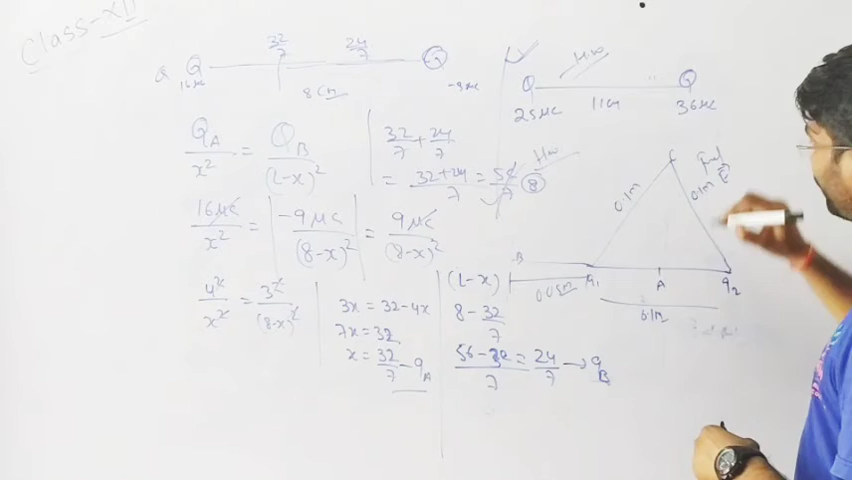 Class-XII
32/7 24/7
Q Q
16μc 8 cm -9μc
Q_A/x² = Q_B/(L-x)²
32/7 + 24/7
= 32+24/7 = 56/7 (8)
16μc/x² = |-9μc/(8-x)²| = 9μc/(8-x)²
4²/x² = 3²/(8-x)²
3x = 32-4x
7x = 32
x = 32/7 - q_A
(L-x)
8 - 32/7
56-32/7 = 24/7 → q_B
H.W
Q Q
25μc 11cm 36μc
H.W
C
0.1m 0.1m
B q₁ A q₂
0.05m
0.1m